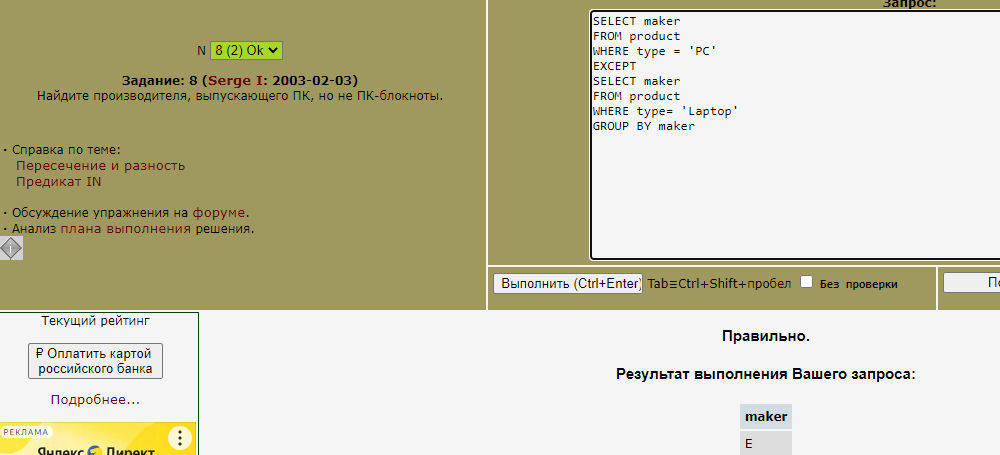 N 8 (2) Ok
Задание: 8 (Serge I: 2003-02-03)
Найдите производителя, выпускающего ПК, но не ПК-блокноты.
· Справка по теме:
Пересечение и разность
Предикат IN
· Обсуждение упражнения на форуме.
· Анализ плана выполнения решения.
Запрос:
SELECT maker
FROM product
WHERE type = 'PC'
EXCEPT
SELECT maker
FROM product
WHERE type= 'Laptop'
GROUP BY maker
Выполнить (Ctrl+Enter) Tab≡Ctrl+Shift+пробел Без проверки
Текущий рейтинг
₽ Оплатить картой
российского банка
Подробнее...
РЕКЛАМА
Яндекс Директ
Правильно.
Результат выполнения Вашего запроса:
maker
E